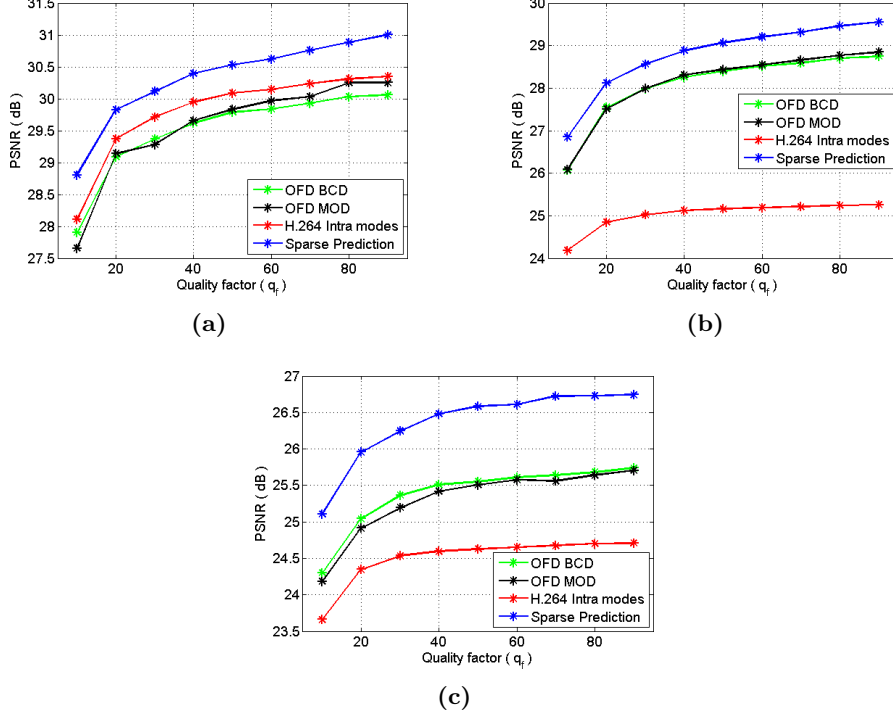 31.5
31
30.5
30
29.5
29
28.5
28
27.5
PSNR ( dB )
20 40 60 80
Quality factor ( qf )
OFD BCD
OFD MOD
H.264 Intra modes
Sparse Prediction
(a)
30
29
28
27
26
25
24
PSNR ( dB )
20 40 60 80
Quality factor ( qf )
OFD BCD
OFD MOD
H.264 Intra modes
Sparse Prediction
(b)
27
26.5
26
25.5
25
24.5
24
23.5
PSNR ( dB )
20 40 60 80
Quality factor ( qf )
OFD BCD
OFD MOD
H.264 Intra modes
Sparse Prediction
(c)